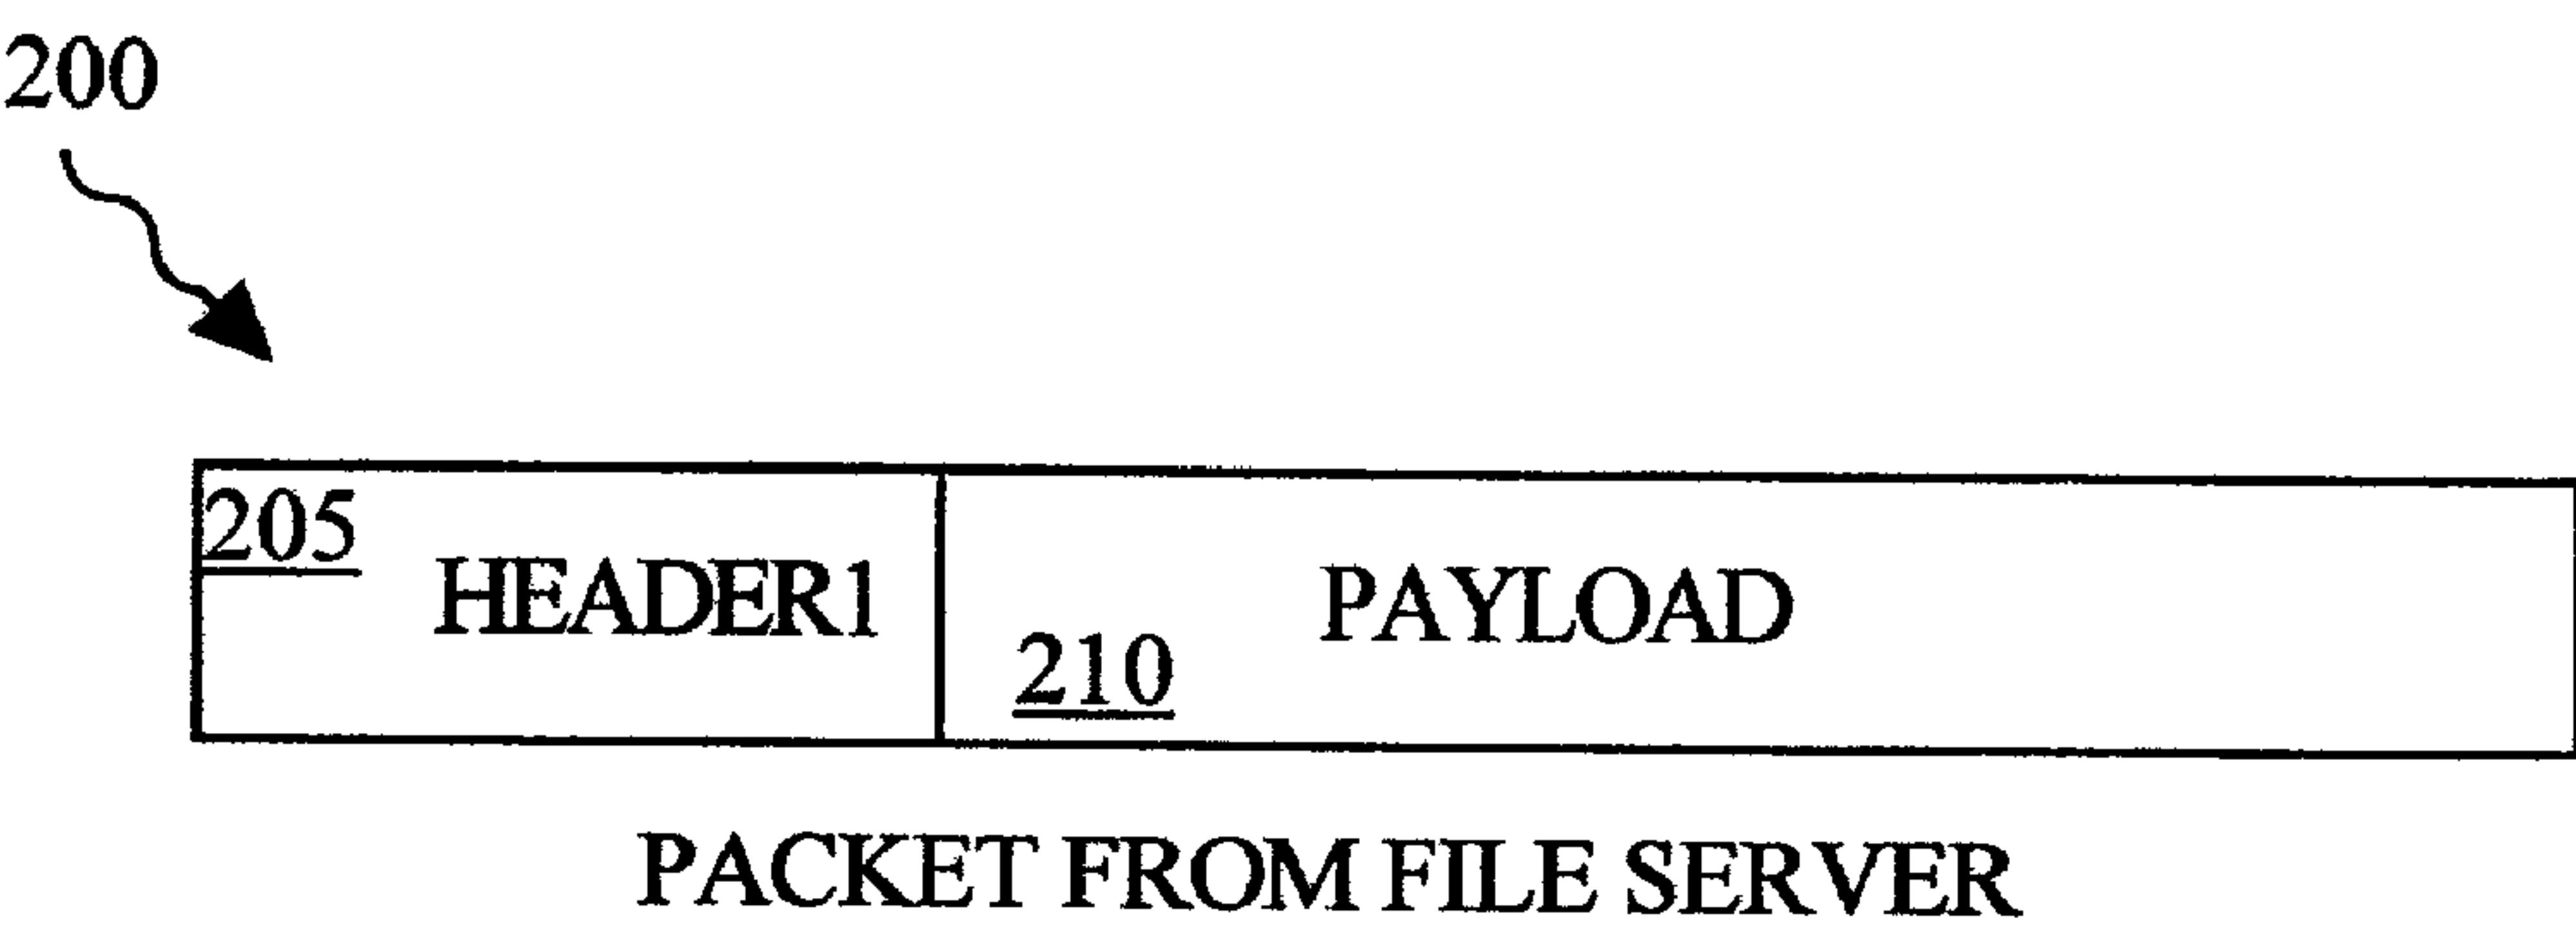 200
205
HEADER1
210
PAYLOAD
PACKET FROM FILE SERVER